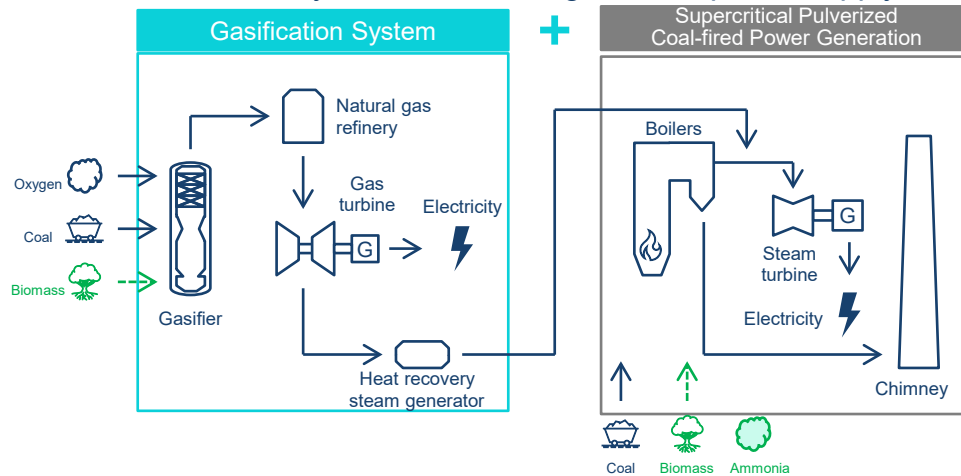 Gasification System
+
Supercritical Pulverized
Coal-fired Power Generation
Natural gas
refinery
Boilers
Oxygen
Gas
turbine
Electricity
G
G
Coal
Steam
turbine
Biomass
Gasifier
Electricity
Heat recovery
steam generator
Chimney
Coal
Biomass
Ammonia